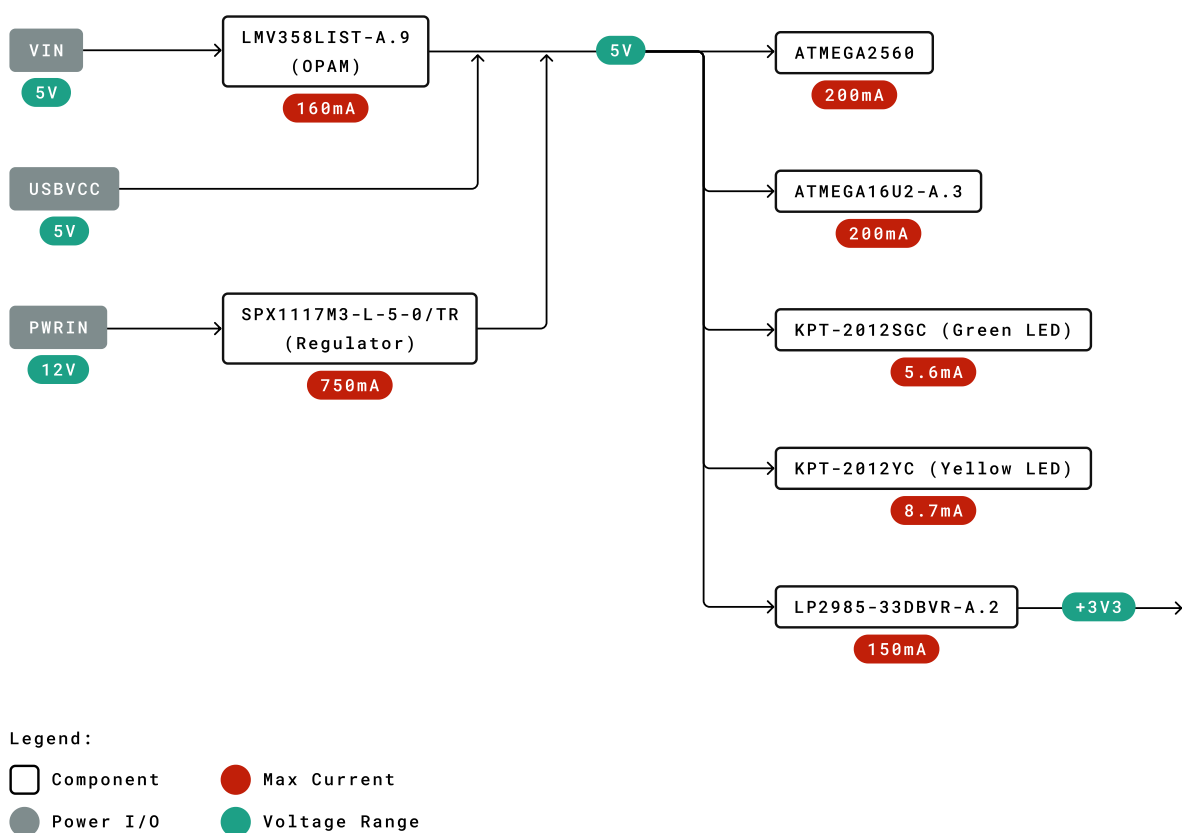 VIN
5V
LMV358LIST-A.9
(OPAM)
160mA
5V
ATMEGA2560
200mA
USBVCC
5V
ATMEGA16U2-A.3
200mA
PWRIN
12V
SPX1117M3-L-5-0/TR
(Regulator)
750mA
KPT-2012SGC (Green LED)
5.6mA
KPT-2012YC (Yellow LED)
8.7mA
LP2985-33DBVR-A.2
150mA
+3V3
Legend:
Component
Max Current
Power I/O
Voltage Range